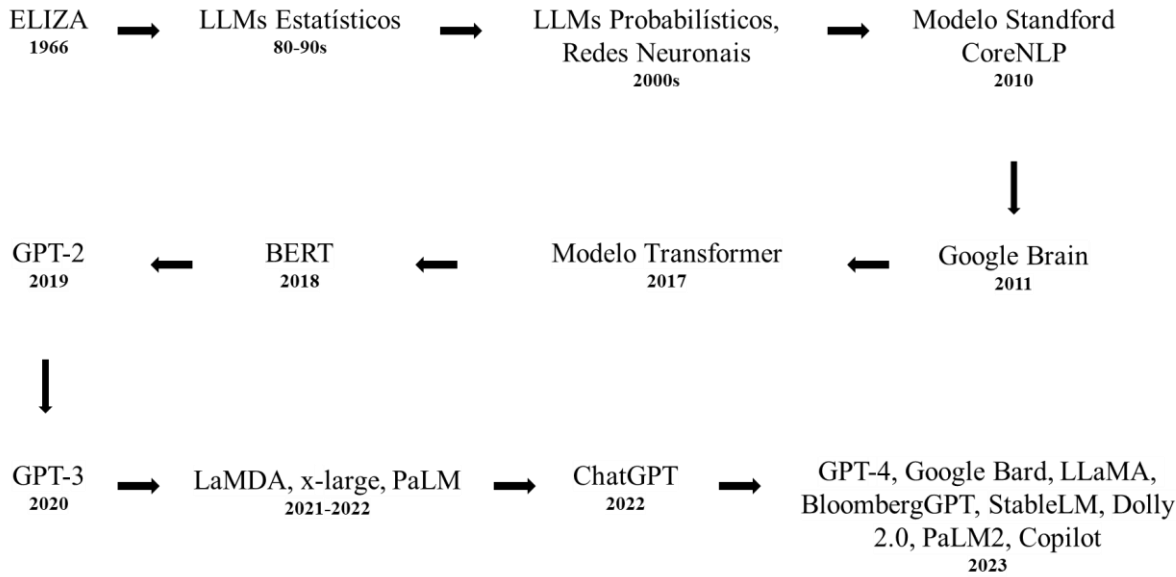 ELIZA
1966
LLMs Estatísticos
80-90s
LLMs Probabilísticos,
Redes Neuronais
2000s
Modelo Standford
CoreNLP
2010
Google Brain
2011
Modelo Transformer
2017
BERT
2018
GPT-2
2019
GPT-3
2020
LaMDA, x-large, PaLM
2021-2022
ChatGPT
2022
GPT-4, Google Bard, LLaMA,
BloombergGPT, StableLM, Dolly
2.0, PaLM2, Copilot
2023